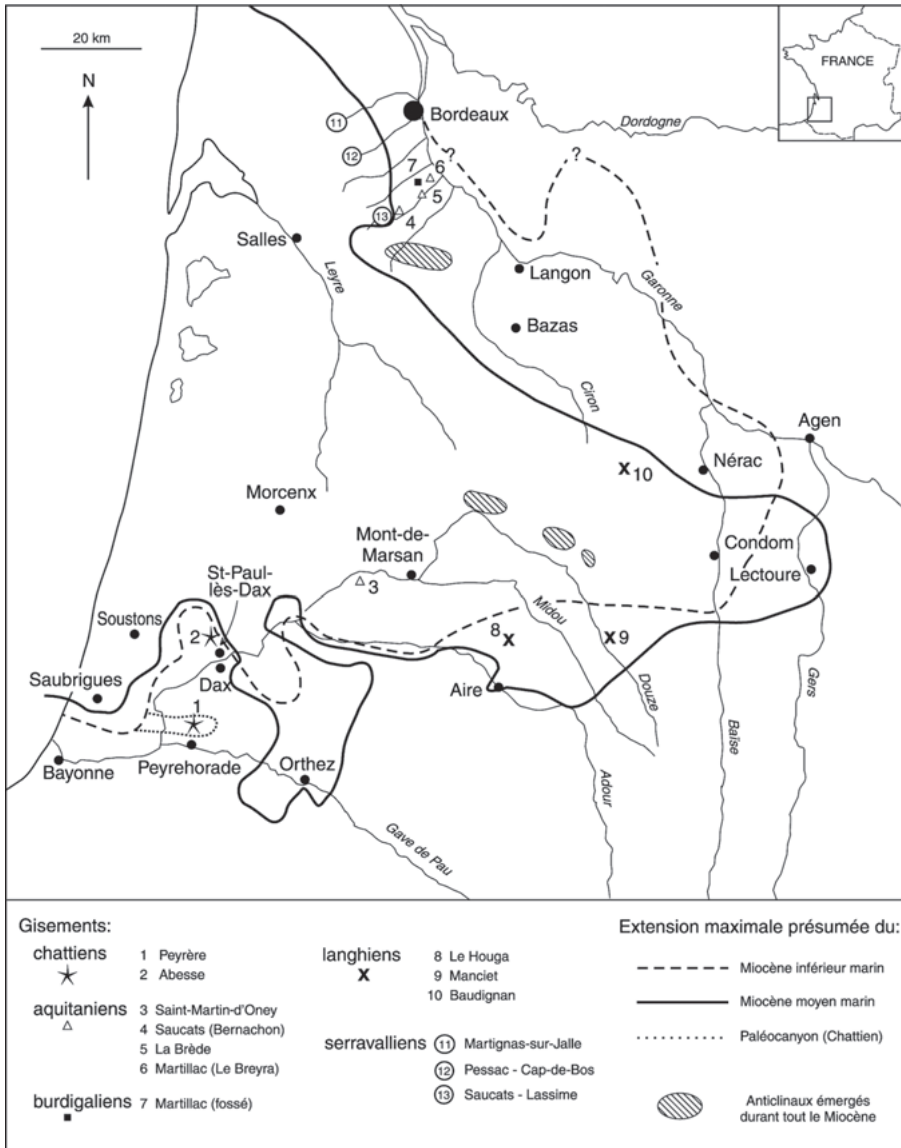 20 km
N
FRANCE
11
Bordeaux
Dordogne
12
?
?
7
6
5
13
4
Salles
Leyre
Langon
Garonne
Bazas
Ciron
Agen
10
Nérac
Morcenx
Mont-de-
Marsan
Condom
St-Paul-
lès-Dax
3
Lectoure
Midou
Soustons
2
8
9
Saubrigues
Dax
Aire
Douze
1
Baïse
Gers
Bayonne
Peyrehorade
Orthez
Adour
Gave de Pau
Gisements:
chattiens
1 Peyrère
2 Abesse
aquitaniens
3 Saint-Martin-d'Oney
4 Saucats (Bernachon)
5 La Brède
6 Martillac (Le Breyra)
burdigaliens
7 Martillac (fossé)
langhiens
8 Le Houga
9 Manciet
10 Baudignan
serravalliens
11 Martignas-sur-Jalle
12 Pessac - Cap-de-Bos
13 Saucats - Lassime
Extension maximale présumée du:
Miocène inférieur marin
Miocène moyen marin
Paléocanyon (Chattien)
Anticlinaux émergés
durant tout le Miocène